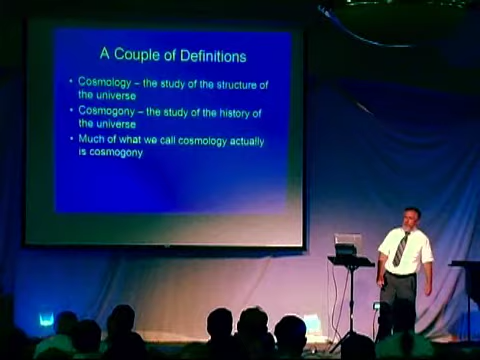 A Couple of Definitions
• Cosmology – the study of the structure of
the universe
• Cosmogony – the study of the history of
the universe
• Much of what we call cosmology actually
is cosmogony